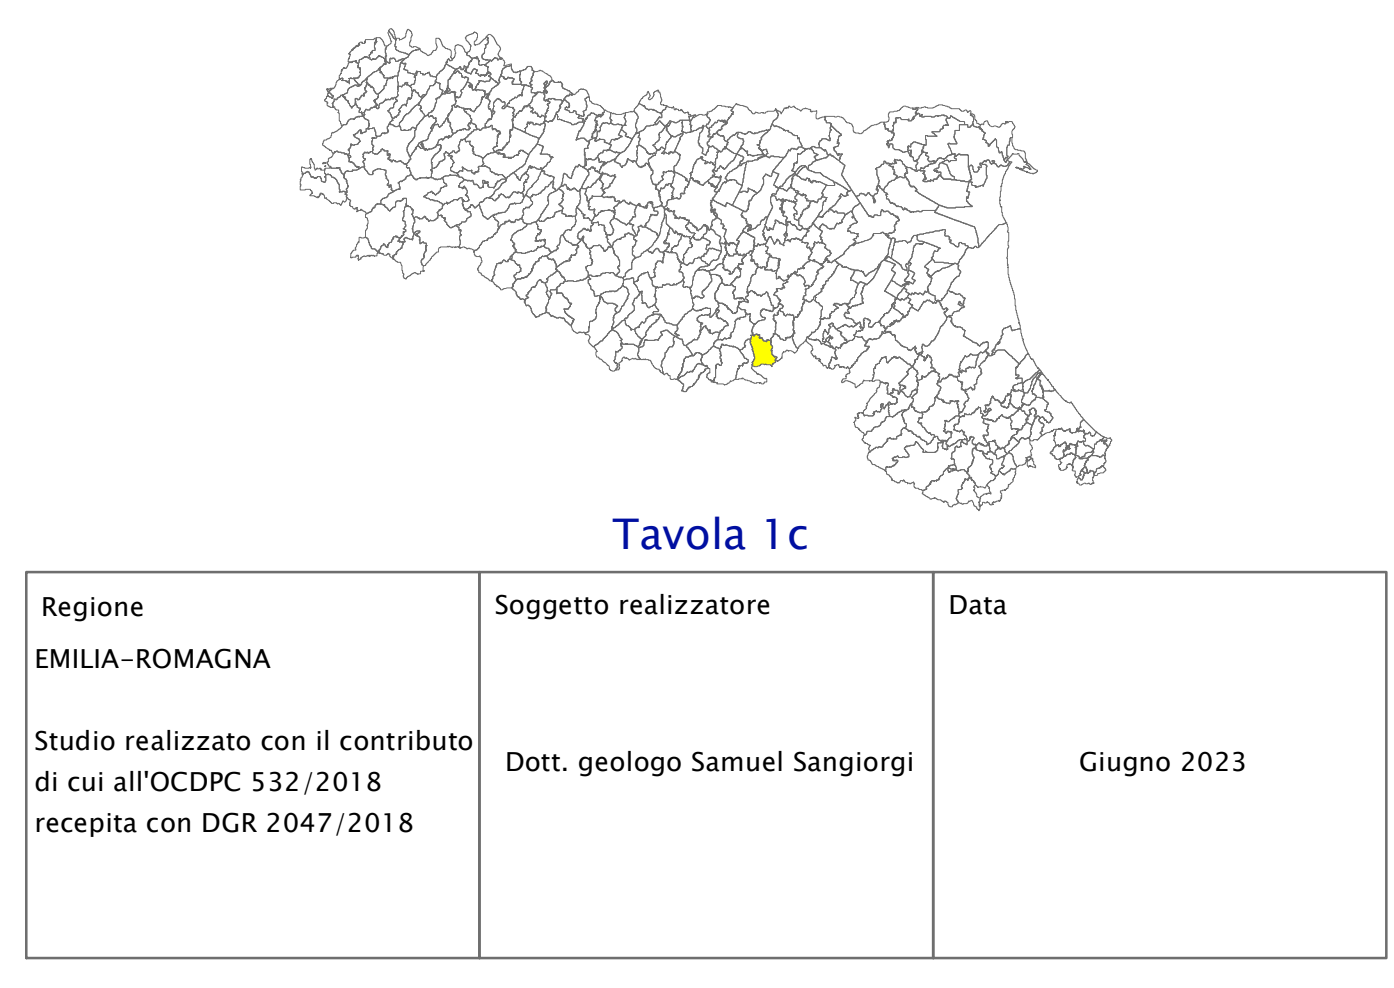 Tavola 1c
Regione
EMILIA-ROMAGNA
Studio realizzato con il contributo
di cui all'OCDPC 532/2018
recepita con DGR 2047/2018
Soggetto realizzatore
Dott. geologo Samuel Sangiorgi
Data
Giugno 2023